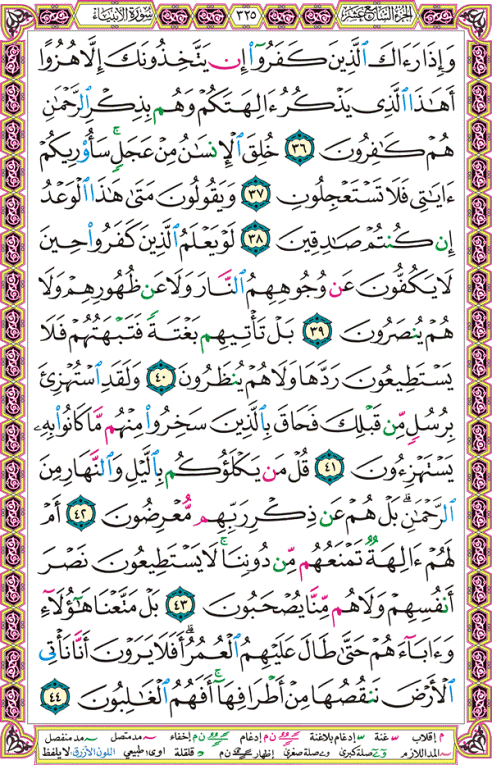 الجزء السابع عشر ٣٢٥ سورة الأنبياء
وَإِذَا رَءَاكَ ٱلَّذِينَ كَفَرُوٓا۟ إِن يَتَّخِذُونَكَ إِلَّا هُزُوًا
أَهَٰذَا ٱلَّذِى يَذْكُرُ ءَالِهَتَكُمْ وَهُم بِذِكْرِ ٱلرَّحْمَٰنِ
هُمْ كَٰفِرُونَ ٣٦ خُلِقَ ٱلْإِنسَٰنُ مِنْ عَجَلٍ ۚ سَأُو۟رِيكُمْ
ءَايَٰتِى فَلَا تَسْتَعْجِلُونِ ٣٧ وَيَقُولُونَ مَتَىٰ هَٰذَا ٱلْوَعْدُ
إِن كُنتُمْ صَٰدِقِينَ ٣٨ لَوْ يَعْلَمُ ٱلَّذِينَ كَفَرُوا۟ حِينَ
لَا يَكُفُّونَ عَن وُجُوهِهِمُ ٱلنَّارَ وَلَا عَن ظُهُورِهِمْ وَلَا
هُمْ يُنصَرُونَ ٣٩ بَلْ تَأْتِيهِم بَغْتَةً فَتَبْهَتُهُمْ فَلَا
يَسْتَطِيعُونَ رَدَّهَا وَلَا هُمْ يُنظَرُونَ ٤٠ وَلَقَدِ ٱسْتُهْزِئَ
بِرُسُلٍ مِّن قَبْلِكَ فَحَاقَ بِٱلَّذِينَ سَخِرُوا۟ مِنْهُم مَّا كَانُوا۟ بِهِۦ
يَسْتَهْزِءُونَ ٤١ قُلْ مَن يَكْلَؤُكُم بِٱلَّيْلِ وَٱلنَّهَارِ مِنَ
ٱلرَّحْمَٰنِ ۗ بَلْ هُمْ عَن ذِكْرِ رَبِّهِم مُّعْرِضُونَ ٤٢ أَمْ
لَهُمْ ءَالِهَةٌ تَمْنَعُهُم مِّن دُونِنَا ۚ لَا يَسْتَطِيعُونَ نَصْرَ
أَنفُسِهِمْ وَلَا هُم مِّنَّا يُصْحَبُونَ ٤٣ بَلْ مَتَّعْنَا هَٰٓؤُلَآءِ
وَءَابَآءَهُمْ حَتَّىٰ طَالَ عَلَيْهِمُ ٱلْعُمُرُ ۗ أَفَلَا يَرَوْنَ أَنَّا نَأْتِى
ٱلْأَرْضَ نَنقُصُهَا مِنْ أَطْرَافِهَآ ۚ أَفَهُمُ ٱلْغَٰلِبُونَ ٤٤
م إقلاب غنة إدغام بلاغنة ن م إدغام ن م إخفاء مد متصل مد منفصل
المد اللازم صلة كبرى صلة صغرى إظهار ن م قلقلة اوى: طبيعي اللون الأزرق: لا يلفظ